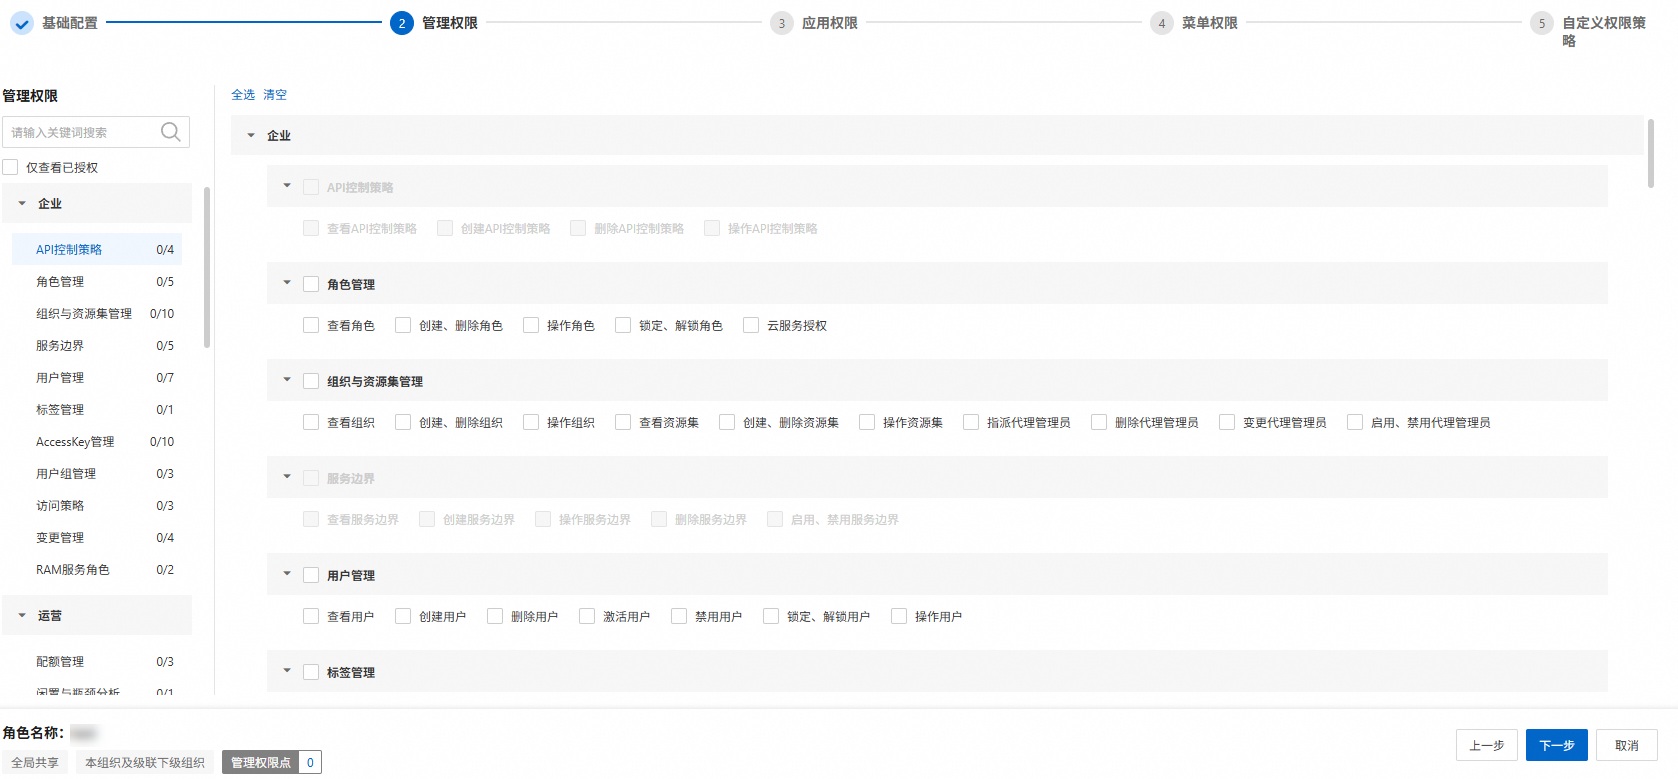 基础配置
2 管理权限
3 应用权限
4 菜单权限
5 自定义权限策略
管理权限
请输入关键词搜索
仅查看已授权
企业
API控制策略 0/4
角色管理 0/5
组织与资源集管理 0/10
服务边界 0/5
用户管理 0/7
标签管理 0/1
AccessKey管理 0/10
用户组管理 0/3
访问策略 0/3
变更管理 0/4
RAM服务角色 0/2
运营
配额管理 0/3
闲置与瓶颈分析 0/1
全选 清空
企业
API控制策略
查看API控制策略 创建API控制策略 删除API控制策略 操作API控制策略
角色管理
查看角色 创建、删除角色 操作角色 锁定、解锁角色 云服务授权
组织与资源集管理
查看组织 创建、删除组织 操作组织 查看资源集 创建、删除资源集 操作资源集 指派代理管理员 删除代理管理员 变更代理管理员 启用、禁用代理管理员
服务边界
查看服务边界 创建服务边界 操作服务边界 删除服务边界 启用、禁用服务边界
用户管理
查看用户 创建用户 删除用户 激活用户 禁用用户 锁定、解锁用户 操作用户
标签管理
角色名称：
全局共享 本组织及级联下级组织 管理权限点 0
上一步 下一步 取消